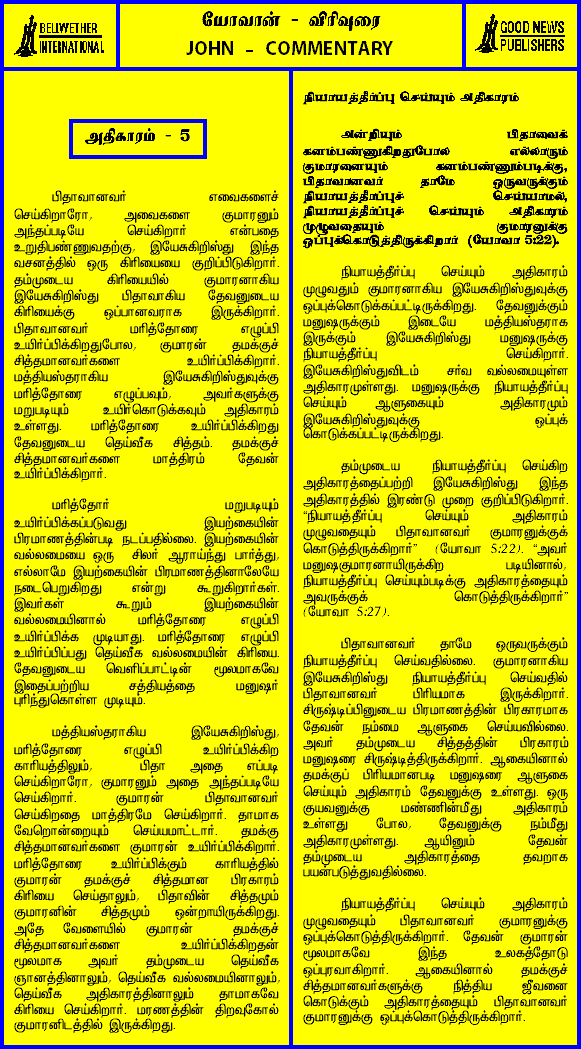 BELWETHER
INTERNATIONAL
யோவான் - விரிவுரை
JOHN - COMMENTARY
GOOD NEWS
PUBLISHERS
அதிகாரம் - 5
பிதாவானவர் எவைகளைச்
செய்கிறாரோ, அவைகளை குமாரனும்
அந்தப்படியே செய்கிறார் என்பதை
உறுதிபண்ணுவதற்கு, இயேசுகிறிஸ்து இந்த
வசனத்தில் ஒரு கிரியையை குறிப்பிடுகிறார்.
தம்முடைய கிரியையில் குமாரனாகிய
இயேசுகிறிஸ்து பிதாவாகிய தேவனுடைய
கிரியைக்கு ஒப்பானவராக இருக்கிறார்.
பிதாவானவர் மரித்தோரை எழுப்பி
உயிர்ப்பிக்கிறதுபோல, குமாரன் தமக்குச்
சித்தமானவர்களை உயிர்ப்பிக்கிறார்.
மத்தியஸ்தராகிய இயேசுகிறிஸ்துவுக்கு
மரித்தோரை எழுப்பவும், அவர்களுக்கு
மறுபடியும் உயிர்கொடுக்கவும் அதிகாரம்
உள்ளது. மரித்தோரை உயிர்ப்பிக்கிறது
தேவனுடைய தெய்வீக சித்தம். தமக்குச்
சித்தமானவர்களை மாத்திரம் தேவன்
உயிர்ப்பிக்கிறார்.
மரித்தோர் மறுபடியும்
உயிர்ப்பிக்கப்படுவது இயற்கையின்
பிரமாணத்தின்படி நடப்பதில்லை. இயற்கையின்
வல்லமையை ஒரு சிலர் ஆராய்ந்து பார்த்து,
எல்லாமே இயற்கையின் பிரமாணத்தினாலேயே
நடைபெறுகிறது என்று கூறுகிறார்கள்.
இவர்கள் கூறும் இயற்கையின்
வல்லமையினால் மரித்தோரை எழுப்பி
உயிர்ப்பிக்க முடியாது. மரித்தோரை எழுப்பி
உயிர்ப்பிப்பது தெய்வீக வல்லமையின் கிரியை.
தேவனுடைய வெளிப்பாட்டின் மூலமாகவே
இதைப்பற்றிய சத்தியத்தை மனுஷர்
புரிந்துகொள்ள முடியும்.
மத்தியஸ்தராகிய இயேசுகிறிஸ்து,
மரித்தோரை எழுப்பி உயிர்ப்பிக்கிற
காரியத்திலும், பிதா அதை எப்படி
செய்கிறாரோ, குமாரனும் அதை அந்தப்படியே
செய்கிறார். குமாரன் பிதாவானவர்
செய்கிறதை மாத்திரமே செய்கிறார். தாமாக
வேறொன்றையும் செய்யமாட்டார். தமக்கு
சித்தமானவர்களை குமாரன் உயிர்ப்பிக்கிறார்.
மரித்தோரை உயிர்ப்பிக்கும் காரியத்தில்
குமாரன் தமக்குச் சித்தமான பிரகாரம்
கிரியை செய்தாலும், பிதாவின் சித்தமும்
குமாரனின் சித்தமும் ஒன்றாயிருக்கிறது.
அதே வேளையில் குமாரன் தமக்குச்
சித்தமானவர்களை உயிர்ப்பிக்கிறதன்
மூலமாக அவர் தம்முடைய தெய்வீக
ஞானத்தினாலும், தெய்வீக வல்லமையினாலும்,
தெய்வீக அதிகாரத்தினாலும் தாமாகவே
கிரியை செய்கிறார். மரணத்தின் திறவுகோல்
குமாரனிடத்தில் இருக்கிறது.
நியாயத்தீர்ப்பு செய்யும் அதிகாரம்
அன்றியும் பிதாவைக்
கனம்பண்ணுகிறதுபோல எல்லாரும்
குமாரனையும் கனம்பண்ணும்படிக்கு,
பிதாவானவர் தாமே ஒருவருக்கும்
நியாயத்தீர்ப்புச் செய்யாமல்,
நியாயத்தீர்ப்புச் செய்யும் அதிகாரம்
முழுவதையும் குமாரனுக்கு
ஒப்புக்கொடுத்திருக்கிறார் (யோவா 5:22).
நியாயத்தீர்ப்பு செய்யும் அதிகாரம்
முழுவதும் குமாரனாகிய இயேசுகிறிஸ்துவுக்கு
ஒப்புக்கொடுக்கப்பட்டிருக்கிறது. தேவனுக்கும்
மனுஷருக்கும் இடையே மத்தியஸ்தராக
இருக்கும் இயேசுகிறிஸ்து மனுஷருக்கு
நியாயத்தீர்ப்பு செய்கிறார்.
இயேசுகிறிஸ்துவிடம் சர்வ வல்லமையுள்ள
அதிகாரமுள்ளது. மனுஷருக்கு நியாயத்தீர்ப்பு
செய்யும் ஆளுகையும் அதிகாரமும்
இயேசுகிறிஸ்துவுக்கு ஒப்புக்
கொடுக்கப்பட்டிருக்கிறது.
தம்முடைய நியாயத்தீர்ப்பு செய்கிற
அதிகாரத்தைப்பற்றி இயேசுகிறிஸ்து இந்த
அதிகாரத்தில் இரண்டு முறை குறிப்பிடுகிறார்.
“நியாயத்தீர்ப்பு செய்யும் அதிகாரம்
முழுவதையும் பிதாவானவர் குமாரனுக்குக்
கொடுத்திருக்கிறார்” (யோவா 5:22). “அவர்
மனுஷகுமாரனாயிருக்கிற படியினால்,
நியாயத்தீர்ப்பு செய்யும்படிக்கு அதிகாரத்தையும்
அவருக்குக் கொடுத்திருக்கிறார்”
(யோவா 5:27).
பிதாவானவர் தாமே ஒருவருக்கும்
நியாயத்தீர்ப்பு செய்வதில்லை. குமாரனாகிய
இயேசுகிறிஸ்து நியாயத்தீர்ப்பு செய்வதில்
பிதாவானவர் பிரியமாக இருக்கிறார்.
சிருஷ்டிப்பினுடைய பிரமாணத்தின் பிரகாரமாக
தேவன் நம்மை ஆளுகை செய்யவில்லை.
அவர் தம்முடைய சித்தத்தின் பிரகாரம்
மனுஷரை சிருஷ்டித்திருக்கிறார். ஆகையினால்
தமக்குப் பிரியமானபடி மனுஷரை ஆளுகை
செய்யும் அதிகாரம் தேவனுக்கு உள்ளது. ஒரு
குயவனுக்கு மண்ணின்மீது அதிகாரம்
உள்ளது போல, தேவனுக்கு நம்மீது
அதிகாரமுள்ளது. ஆயினும் தேவன்
தம்முடைய அதிகாரத்தை தவறாக
பயன்படுத்துவதில்லை.
நியாயத்தீர்ப்பு செய்யும் அதிகாரம்
முழுவதையும் பிதாவானவர் குமாரனுக்கு
ஒப்புக்கொடுத்திருக்கிறார். தேவன் குமாரன்
மூலமாகவே இந்த உலகத்தோடு
ஒப்புரவாகிறார். ஆகையினால் தமக்குச்
சித்தமானவர்களுக்கு நித்திய ஜீவனை
கொடுக்கும் அதிகாரத்தையும் பிதாவானவர்
குமாரனுக்கு ஒப்புக்கொடுத்திருக்கிறார்.